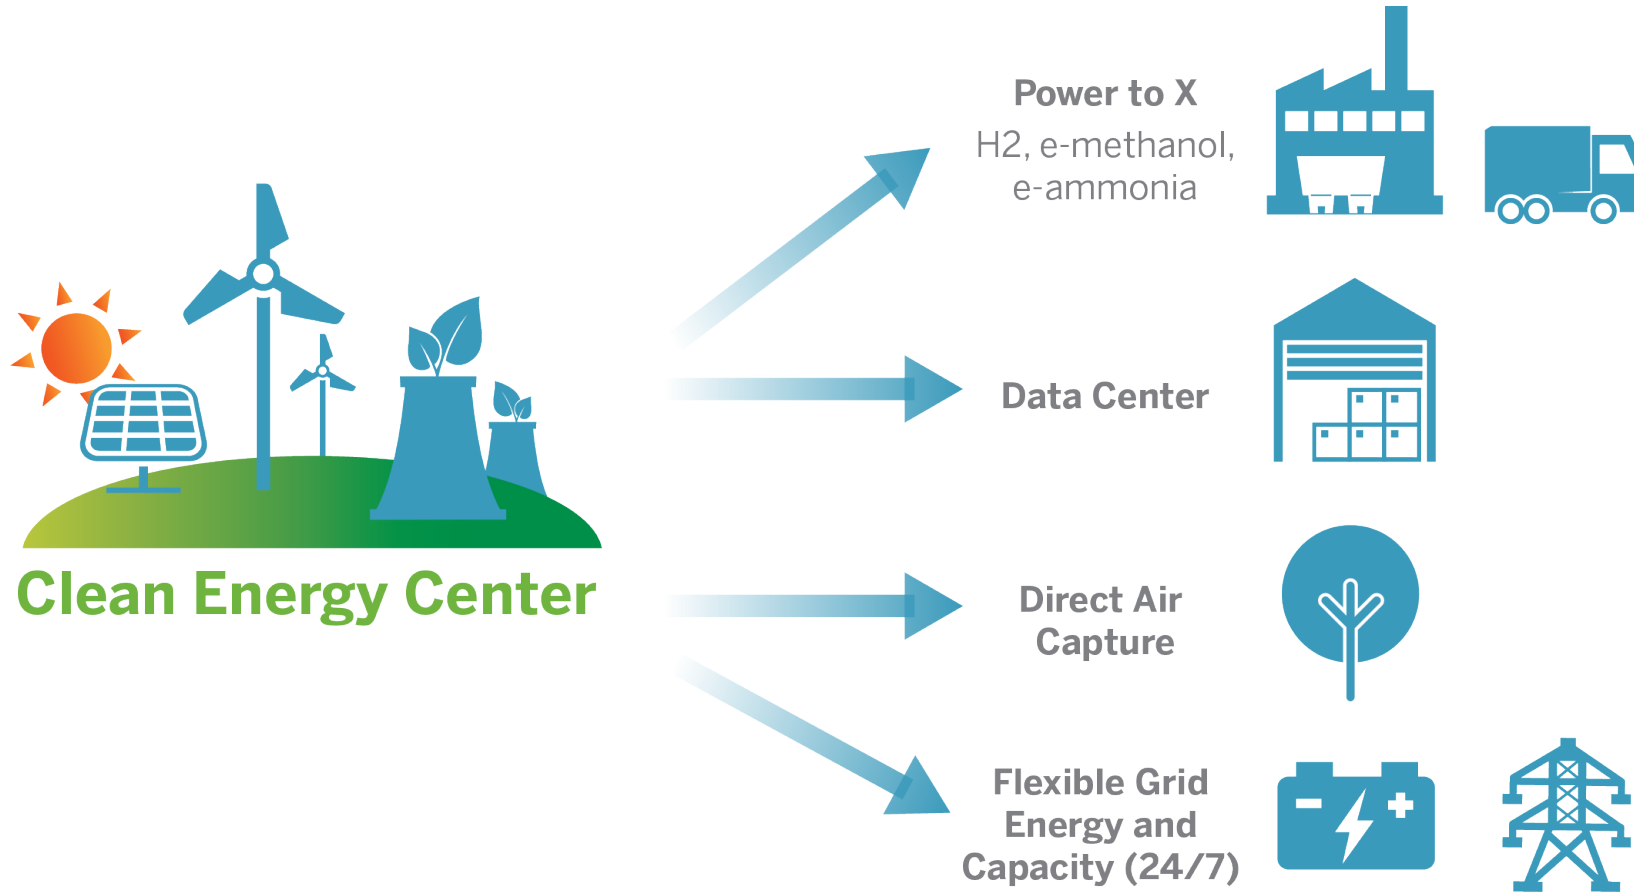 Power to X
H2, e-methanol,
e-ammonia
Data Center
Clean Energy Center
Direct Air
Capture
Flexible Grid
Energy and
Capacity (24/7)